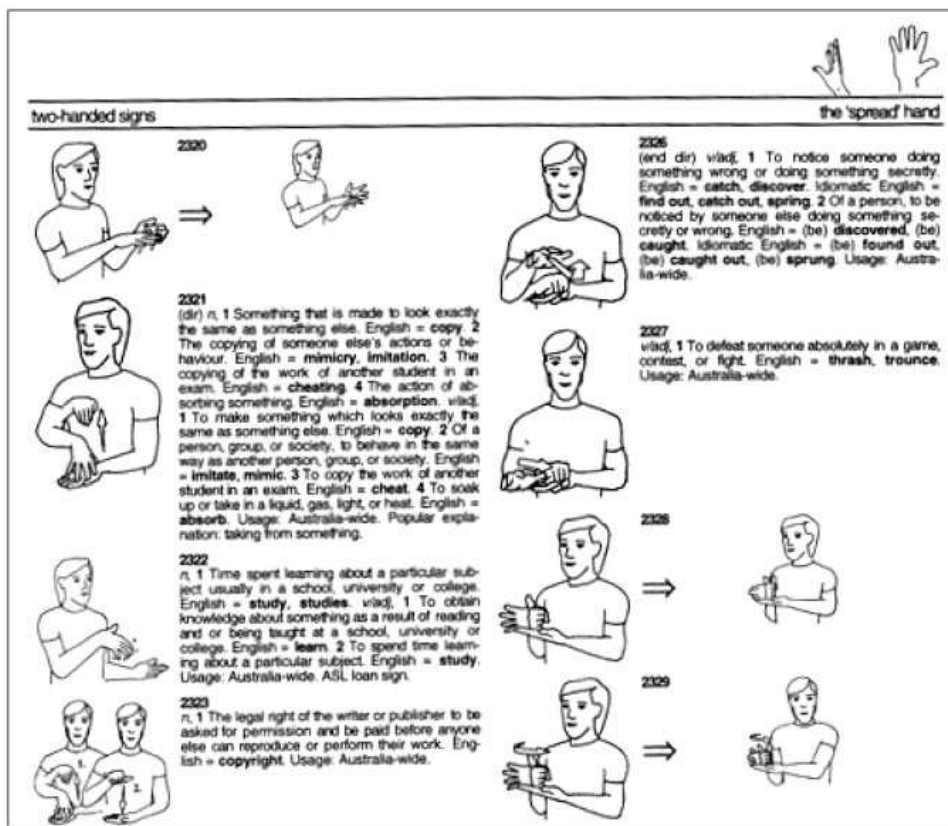 two-handed signs
the 'spread' hand
2320
2321
(dir) n, 1 Something that is made to look exactly
the same as something else. English = copy. 2
The copying of someone else's actions or be-
haviour. English = mimicry, imitation. 3 The
copying of the work of another student in an
exam. English = cheating. 4 The action of ab-
sorbing something. English = absorption. v/adj,
1 To make something which looks exactly the
same as something else. English = copy. 2 Of a
person, group, or society, to behave in the same
way as another person, group, or society. English
= imitate, mimic. 3 To copy the work of another
student in an exam. English = cheat. 4 To soak
up or take in a liquid, gas, light, or heat. English =
absorb. Usage: Australia-wide. Popular expla-
nation: taking from something.
2322
n, 1 Time spent learning about a particular sub-
ject usually in a school, university or college.
English = study, studies. v/adj, 1 To obtain
knowledge about something as a result of reading
and or being taught at a school, university or
college. English = learn. 2 To spend time learn-
ing about a particular subject. English = study.
Usage: Australia-wide. ASL loan sign.
2323
n, 1 The legal right of the writer or publisher to be
asked for permission and be paid before anyone
else can reproduce or perform their work. Eng-
lish = copyright. Usage: Australia-wide.
1.
2.
2326
(end dir) v/adj, 1 To notice someone doing
something wrong or doing something secretly.
English = catch, discover. Idiomatic English =
find out, catch out, spring. 2 Of a person, to be
noticed by someone else doing something se-
cretly or wrong. English = (be) discovered, (be)
caught. Idiomatic English = (be) found out,
(be) caught out, (be) sprung. Usage: Austra-
lia-wide.
2327
v/adj, 1 To defeat someone absolutely in a game,
contest, or fight. English = thrash, trounce.
Usage: Australia-wide.
2328
2329